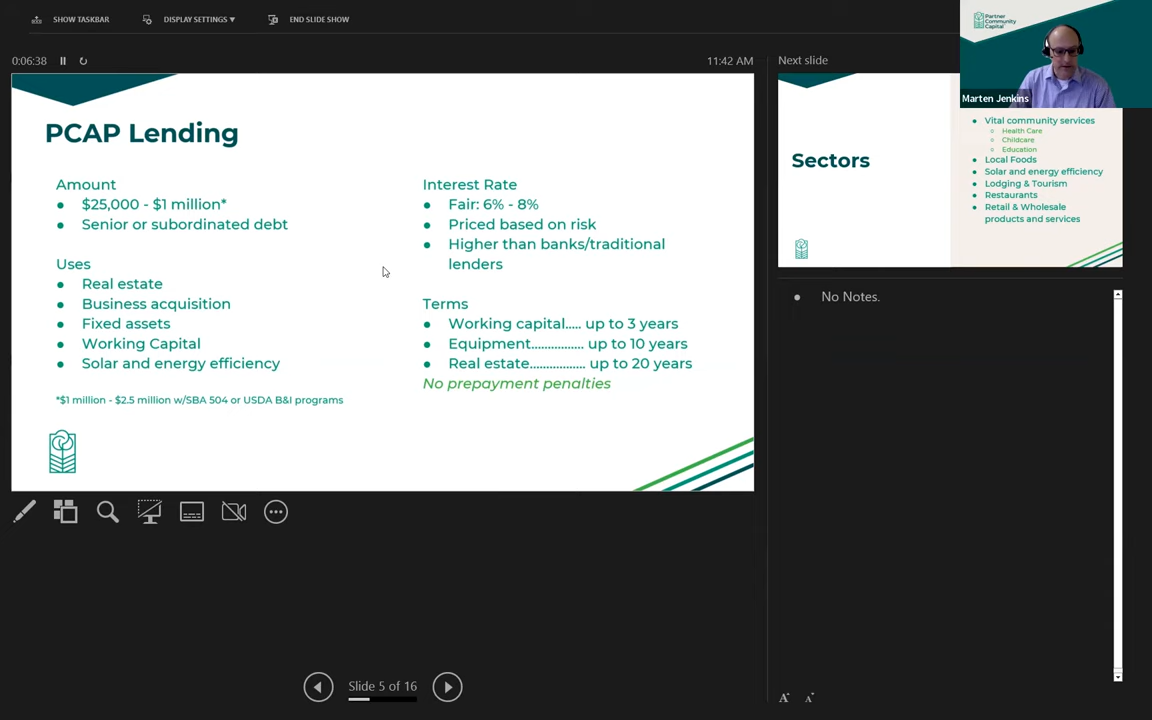 SHOW TASKBAR
DISPLAY SETTINGS ▼
END SLIDE SHOW
Partner
Community
Capital
Marten Jenkins
0:06:38
11:42 AM
Next slide
PCAP Lending
Amount
● $25,000 - $1 million*
● Senior or subordinated debt
Uses
● Real estate
● Business acquisition
● Fixed assets
● Working Capital
● Solar and energy efficiency
*$1 million - $2.5 million w/SBA 504 or USDA B&I programs
Interest Rate
● Fair: 6% - 8%
● Priced based on risk
● Higher than banks/traditional
lenders
Terms
● Working capital..... up to 3 years
● Equipment................ up to 10 years
● Real estate................. up to 20 years
No prepayment penalties
Sectors
● Vital community services
○ Health Care
○ Childcare
○ Education
● Local Foods
● Solar and energy efficiency
● Lodging & Tourism
● Restaurants
● Retail & Wholesale
products and services
● No Notes.
Slide 5 of 16
A A